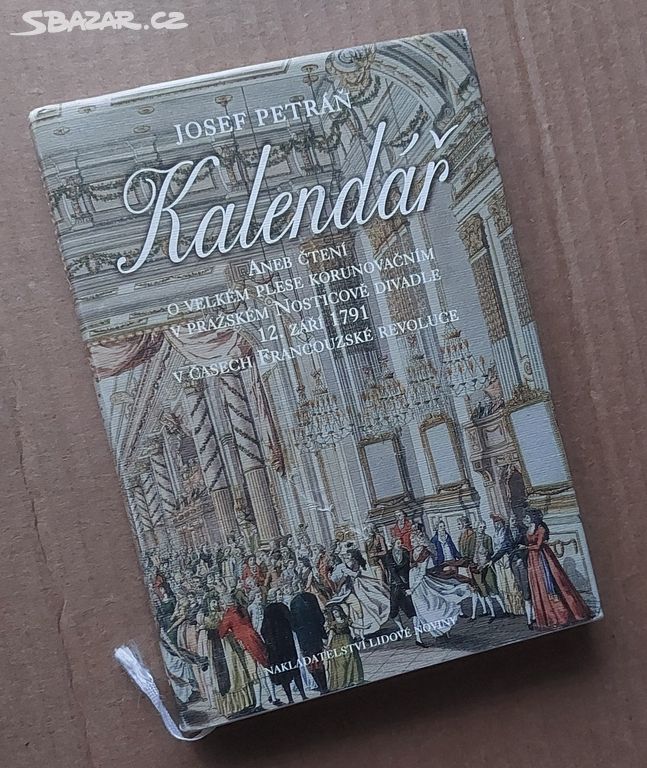 SBAZAR.CZ
JOSEF PETRÁŇ
Kalendář
ANEB ČTENÍ
O VELKÉM PLESE KORUNOVAČNÍM
V PRAŽSKÉM NOSTICOVĚ DIVADLE
12. ZÁŘÍ 1791
V ČASECH FRANCOUZSKÉ REVOLUCE
NAKLADATELSTVÍ LIDOVÉ NOVINY